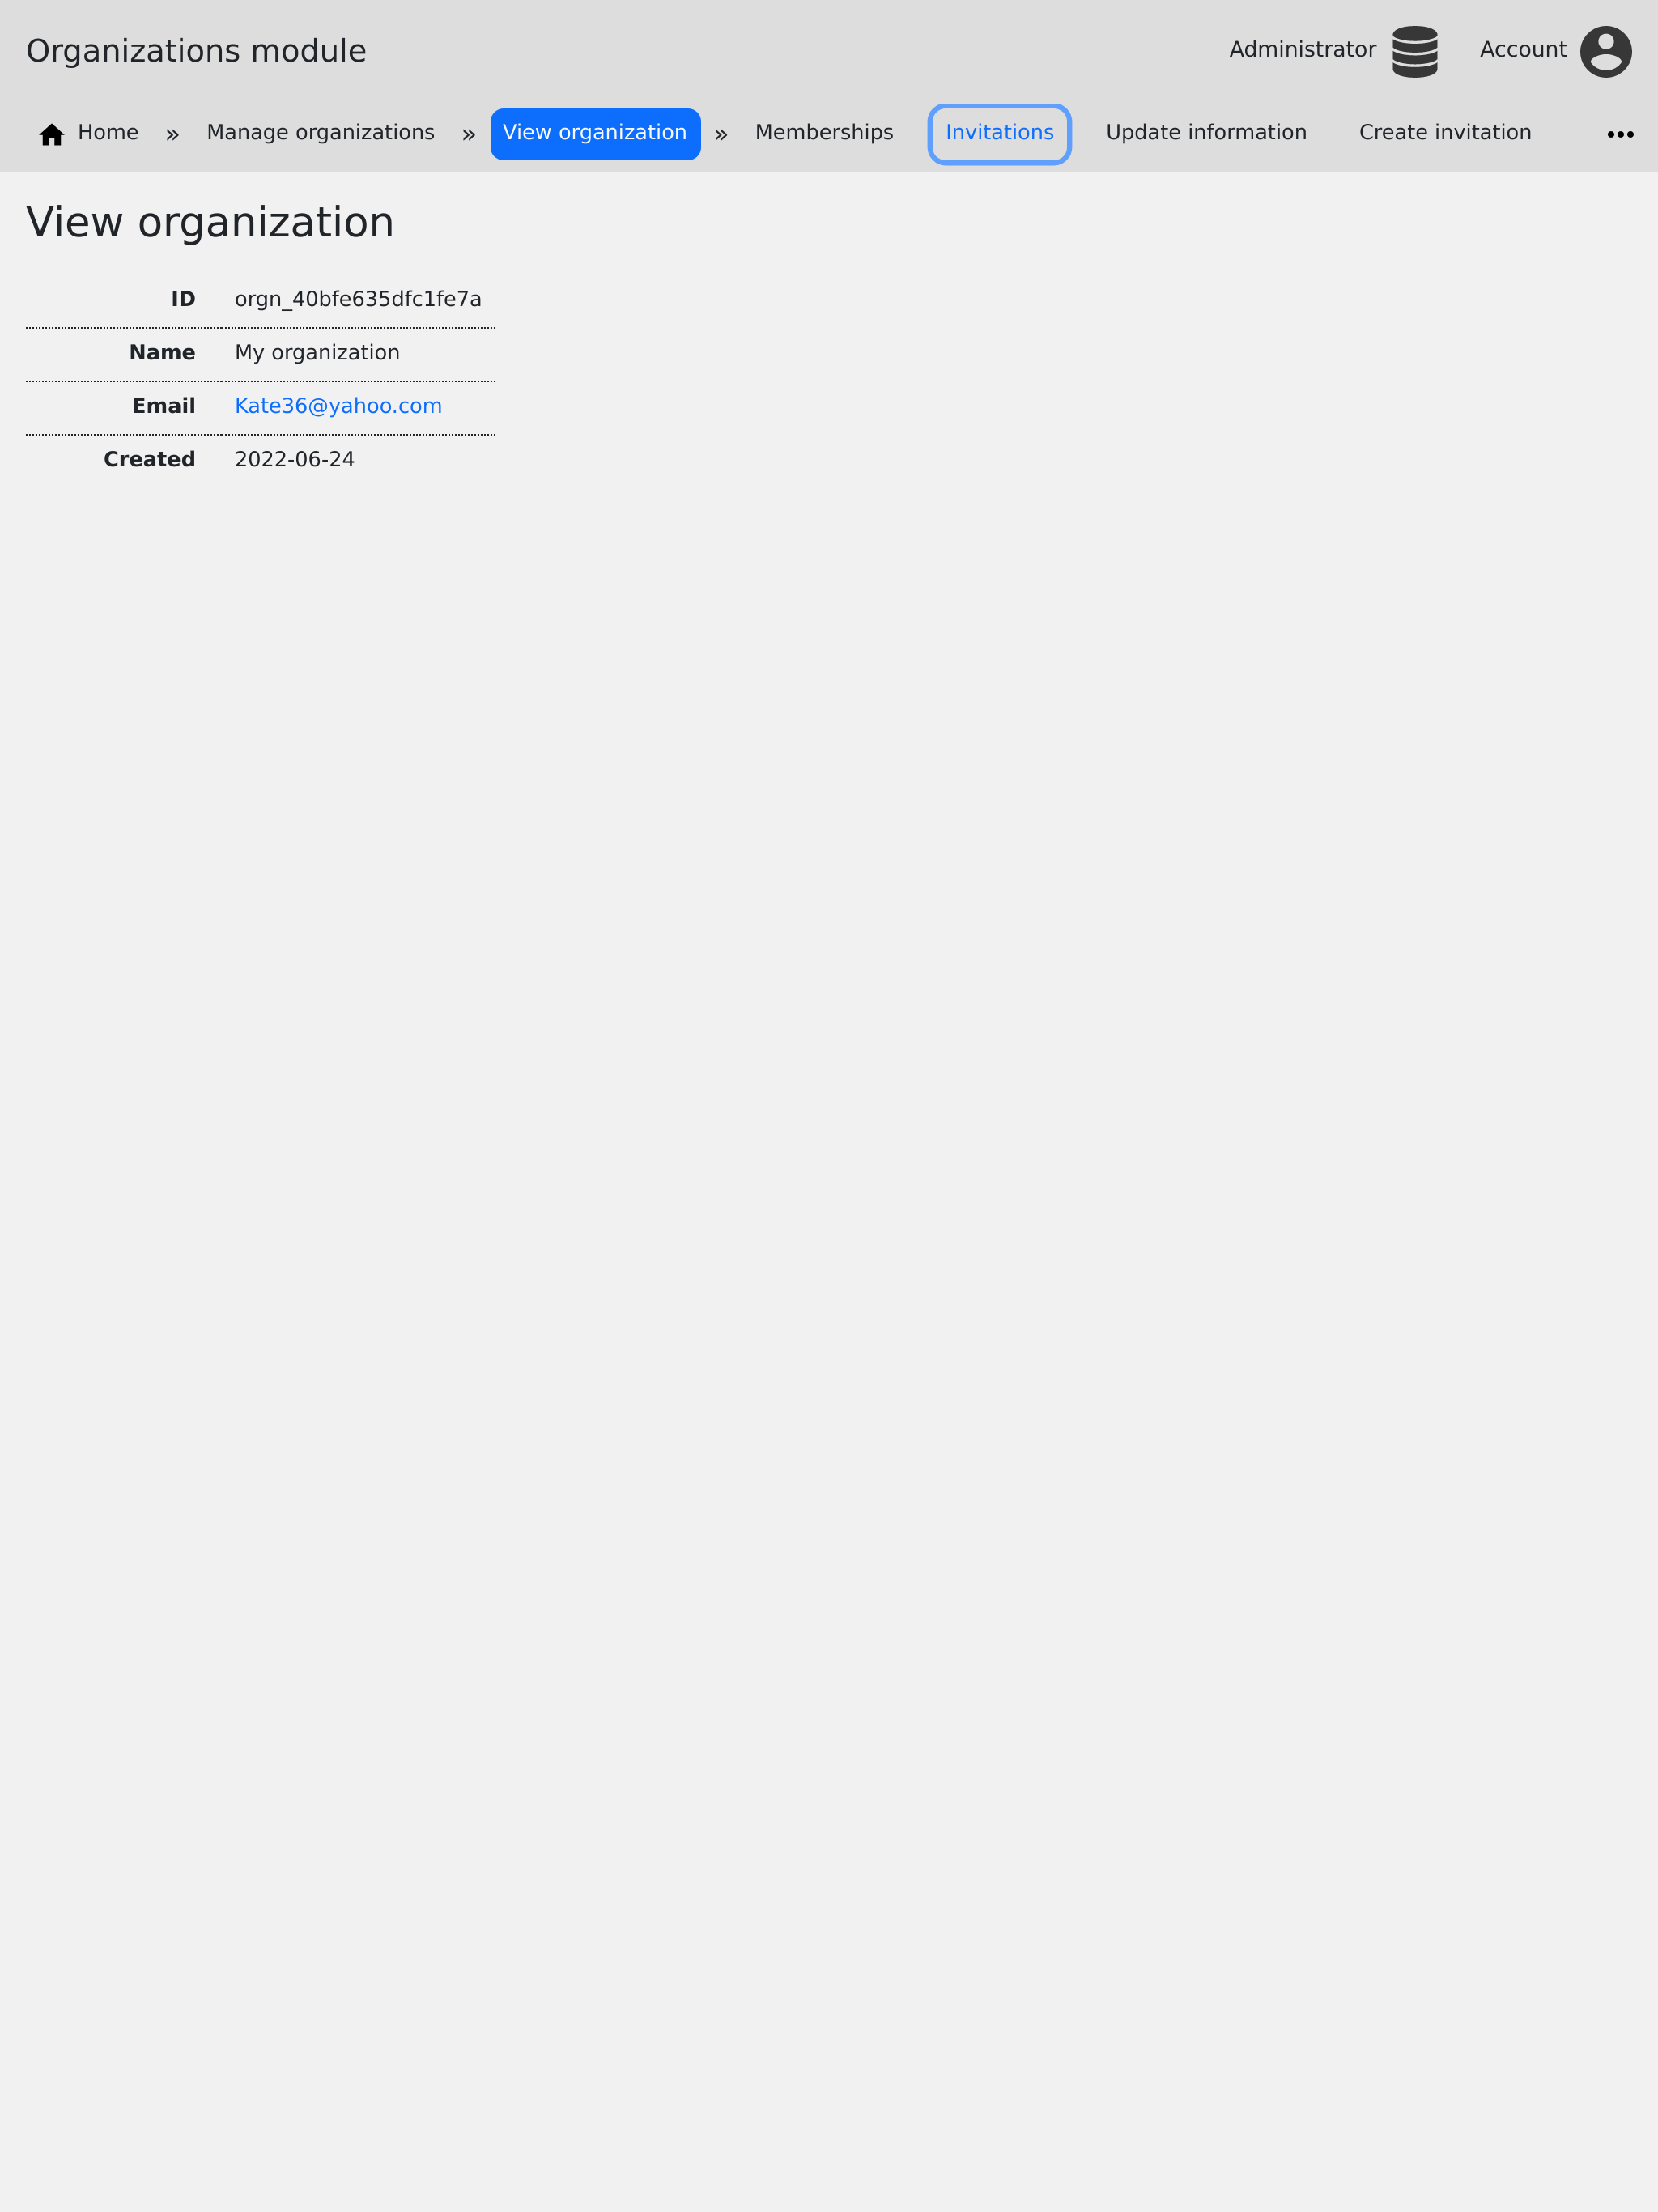 Organizations module Administrator Account
Home » Manage organizations » View organization » Memberships Invitations Update information Create invitation •••
View organization
ID orgn_40bfe635dfc1fe7a
Name My organization
Email Kate36@yahoo.com
Created 2022-06-24